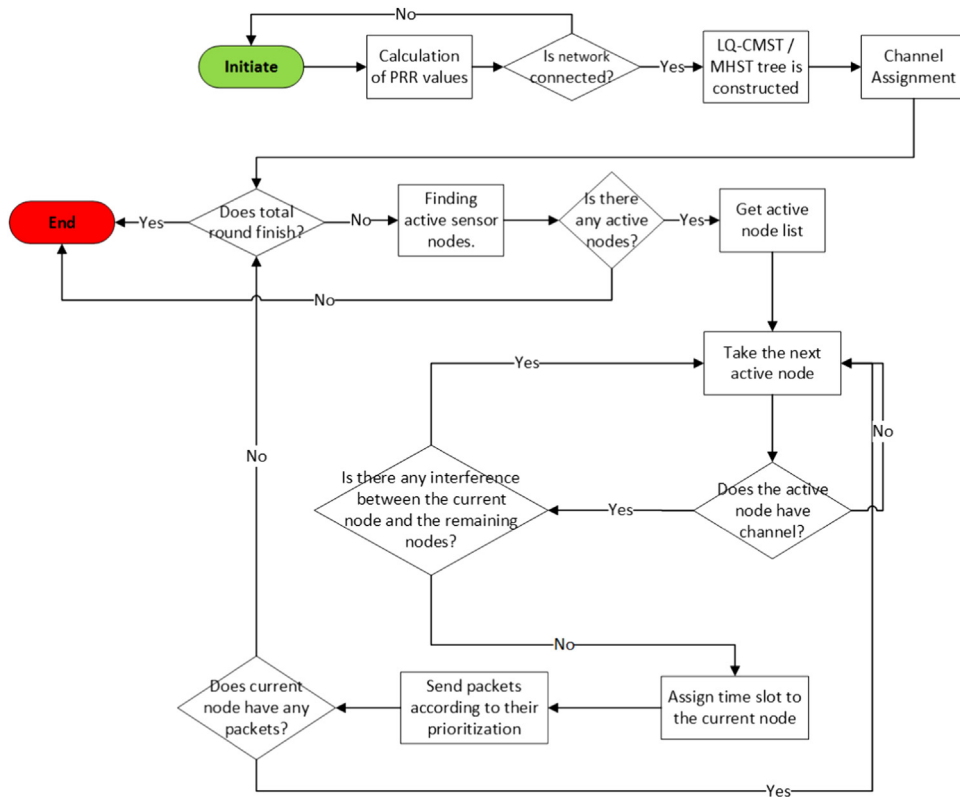 No
Initiate
Calculation
of PRR values
Is network
connected?
Yes
LQ-CMST /
MHST tree is
constructed
Channel
Assignment
End
Yes
Does total
round finish?
No
Finding
active sensor
nodes.
Is there
any active
nodes?
Yes
Get active
node list
No
Yes
Take the next
active node
No
No
Is there any interference
between the current
node and the remaining
nodes?
Yes
Does the active
node have
channel?
No
Does current
node have any
packets?
Send packets
according to their
prioritization
Assign time slot to
the current node
Yes